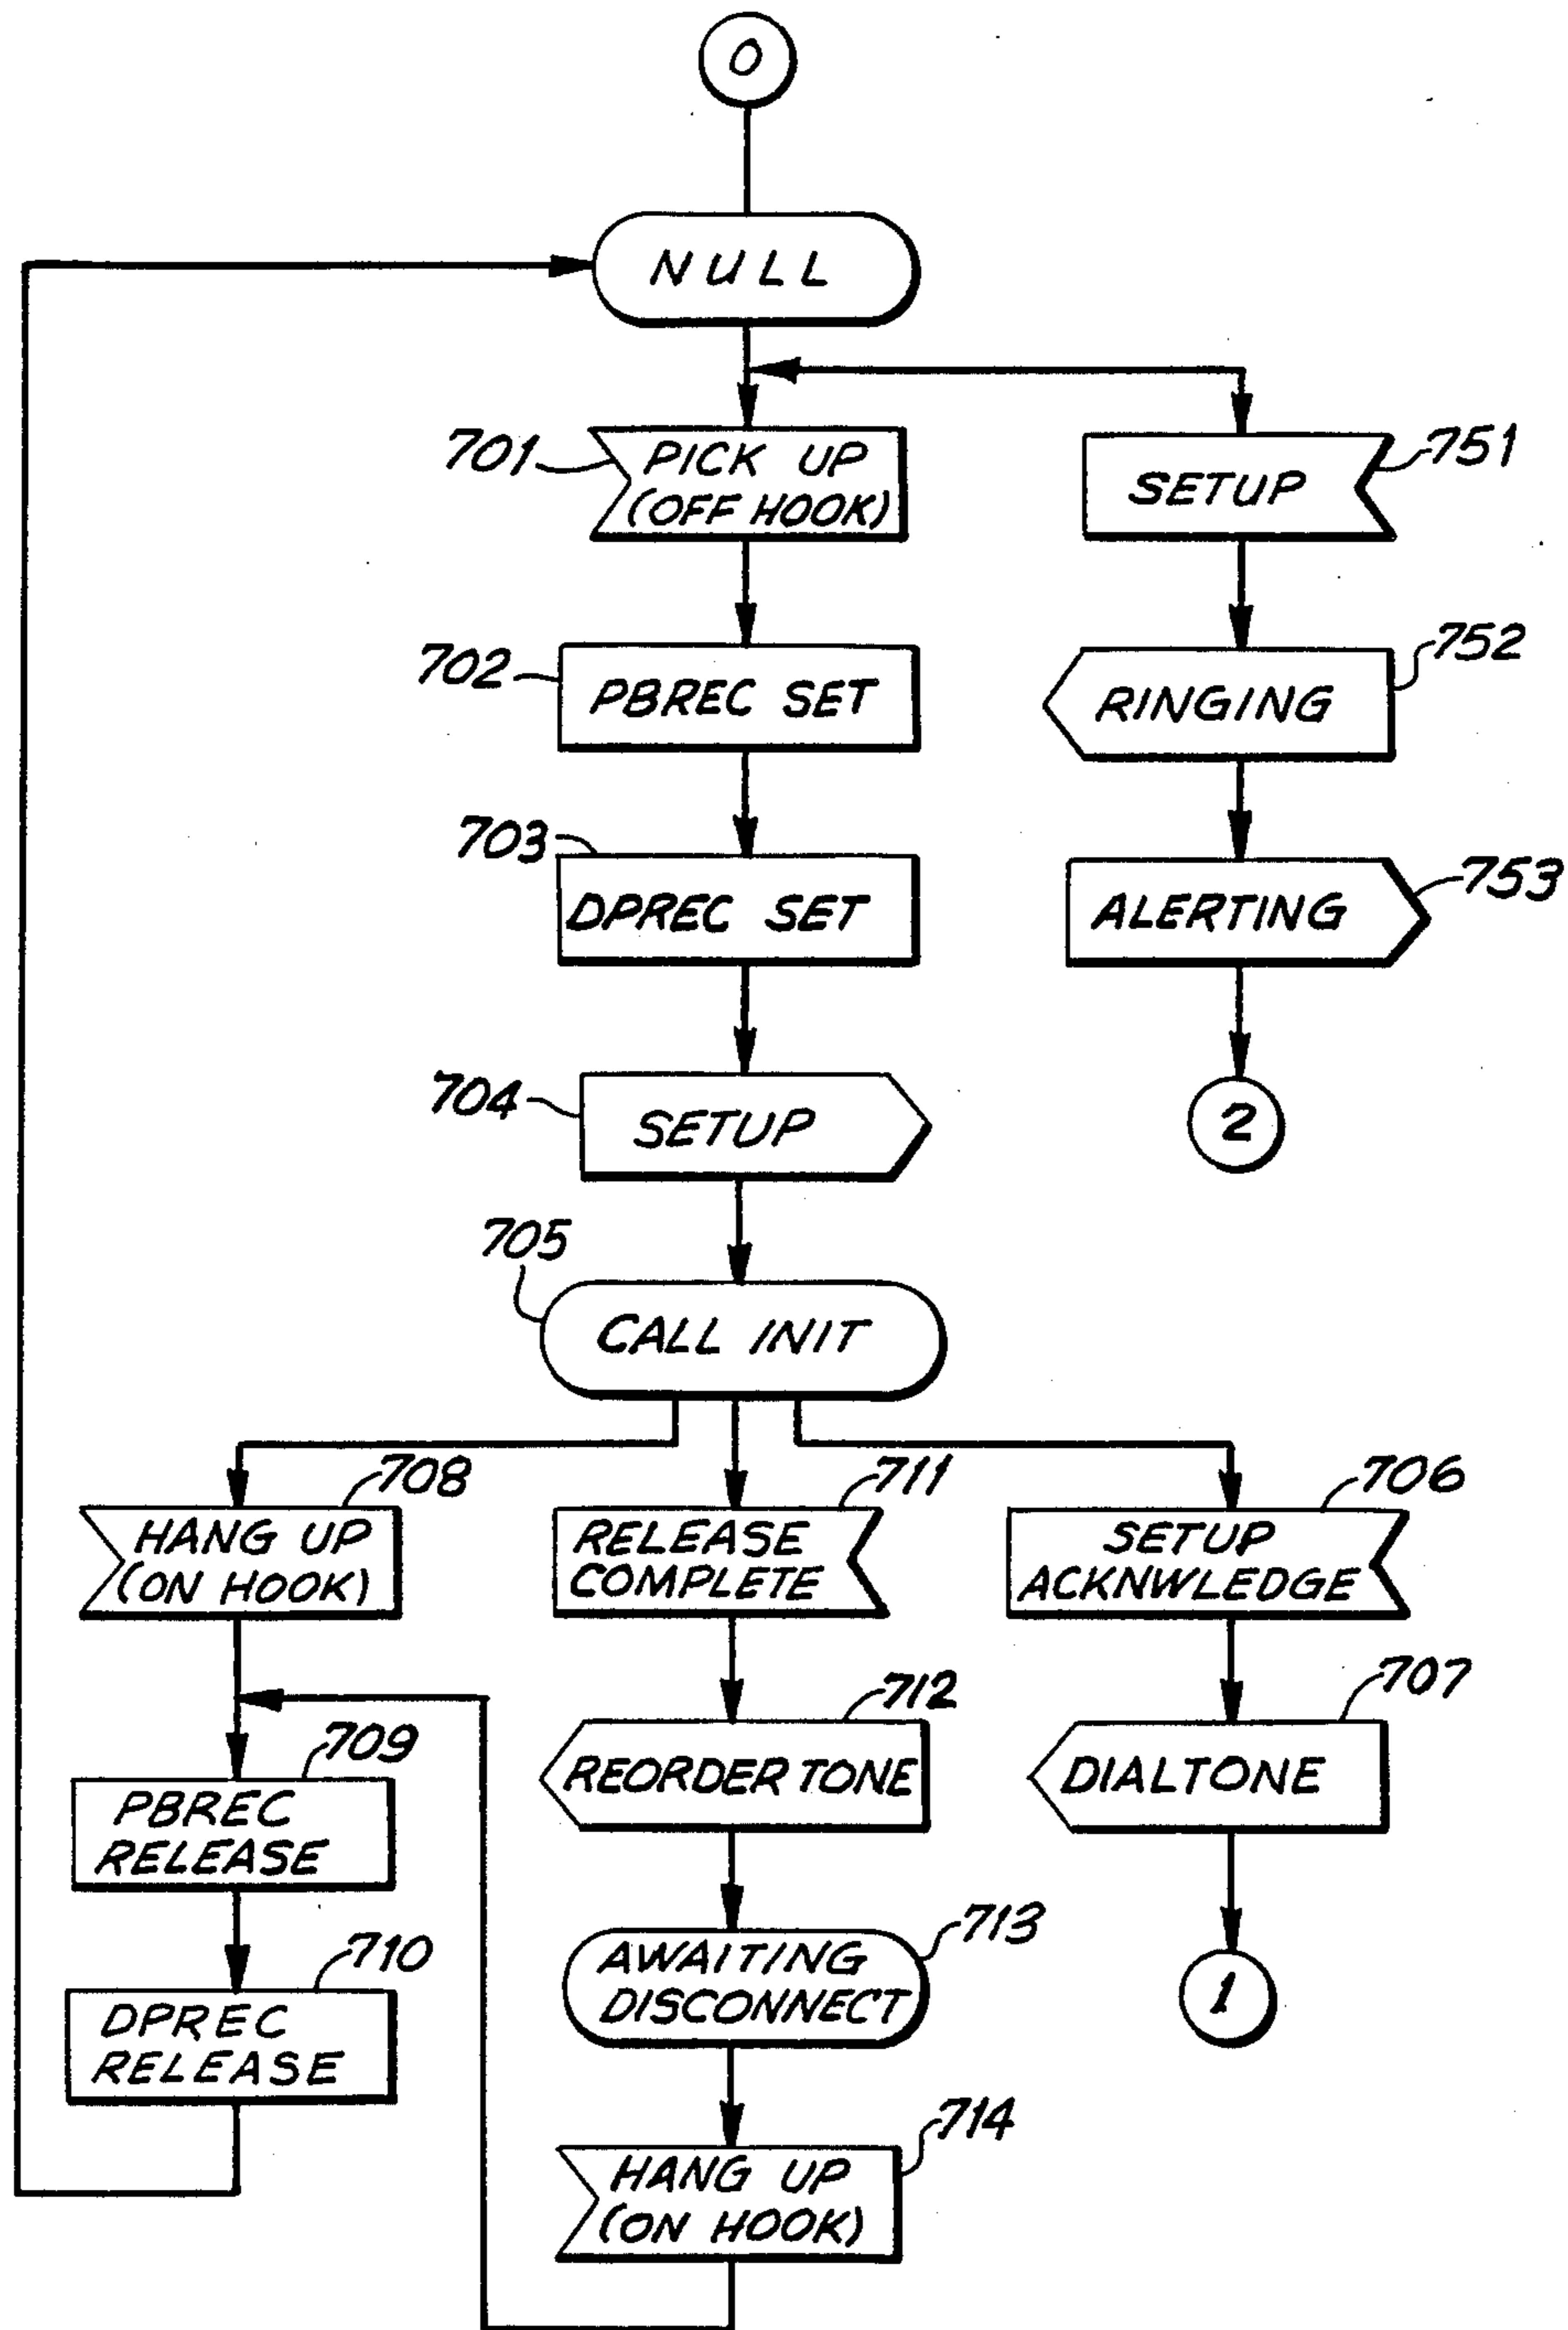 0
NULL
701
PICK UP
(OFF HOOK)
SETUP
751
702
PBREC SET
RINGING
752
703
DPREC SET
ALERTING
753
704
SETUP
2
705
CALL INIT
708
HANG UP
(ON HOOK)
711
RELEASE
COMPLETE
706
SETUP
ACKNWLEDGE
709
PBREC
RELEASE
712
REORDER TONE
707
DIALTONE
710
DPREC
RELEASE
713
AWAITING
DISCONNECT
1
714
HANG UP
(ON HOOK)